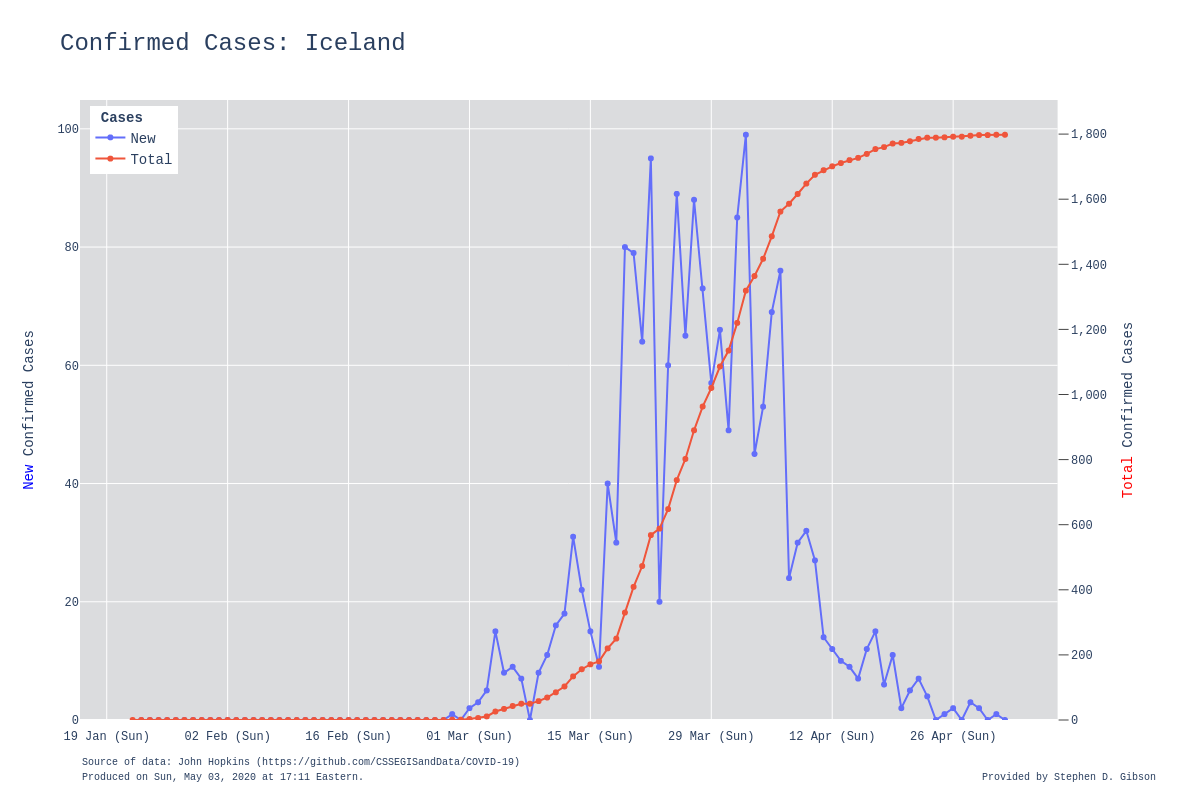 Confirmed Cases: Iceland
Cases
New
Total
100
80
60
40
20
0
1,800
1,600
1,400
1,200
1,000
800
600
400
200
0
New Confirmed Cases
Total Confirmed Cases
19 Jan (Sun) 02 Feb (Sun) 16 Feb (Sun) 01 Mar (Sun) 15 Mar (Sun) 29 Mar (Sun) 12 Apr (Sun) 26 Apr (Sun)
Source of data: John Hopkins (https://github.com/CSSEGISandData/COVID-19)
Produced on Sun, May 03, 2020 at 17:11 Eastern.
Provided by Stephen D. Gibson